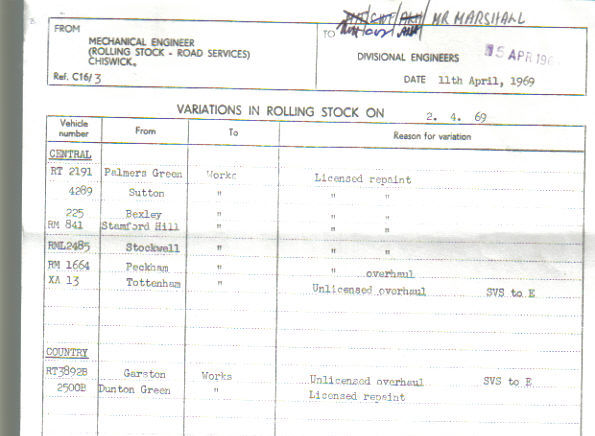 MR MARSHALL
FROM
MECHANICAL ENGINEER
(ROLLING STOCK - ROAD SERVICES)
CHISWICK.
Ref. C16/3
TO
DIVISIONAL ENGINEERS
15 APR 196
DATE 11th April, 1969
VARIATIONS IN ROLLING STOCK ON 2. 4. 69
Vehicle number From To Reason for variation
CENTRAL
RT 2191 Palmers Green Works Licensed repaint
4289 Sutton " " "
225 Bexley " " "
RM 841 Stamford Hill " " "
RML2485 Stockwell " " "
RM 1664 Peckham " " overhaul
XA 13 Tottenham " Unlicensed overhaul SVS to E
COUNTRY
RT3892B Garston Works Unlicensed overhaul SVS to E
2500B Dunton Green " Licensed repaint